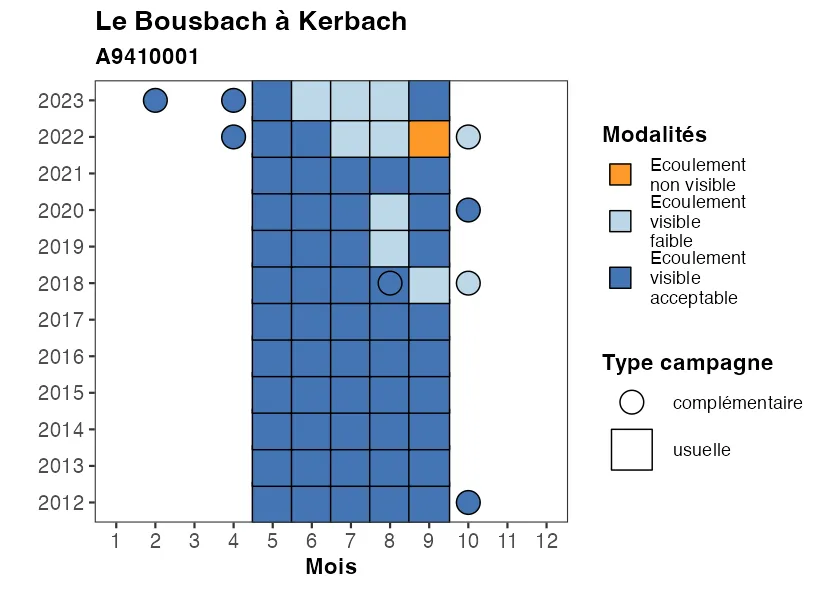 Le Bousbach à Kerbach
A9410001
2023
2022
2021
2020
2019
2018
2017
2016
2015
2014
2013
2012
1 2 3 4 5 6 7 8 9 10 11 12
Mois
Modalités
Ecoulement
non visible
Ecoulement
visible
faible
Ecoulement
visible
acceptable
Type campagne
complémentaire
usuelle